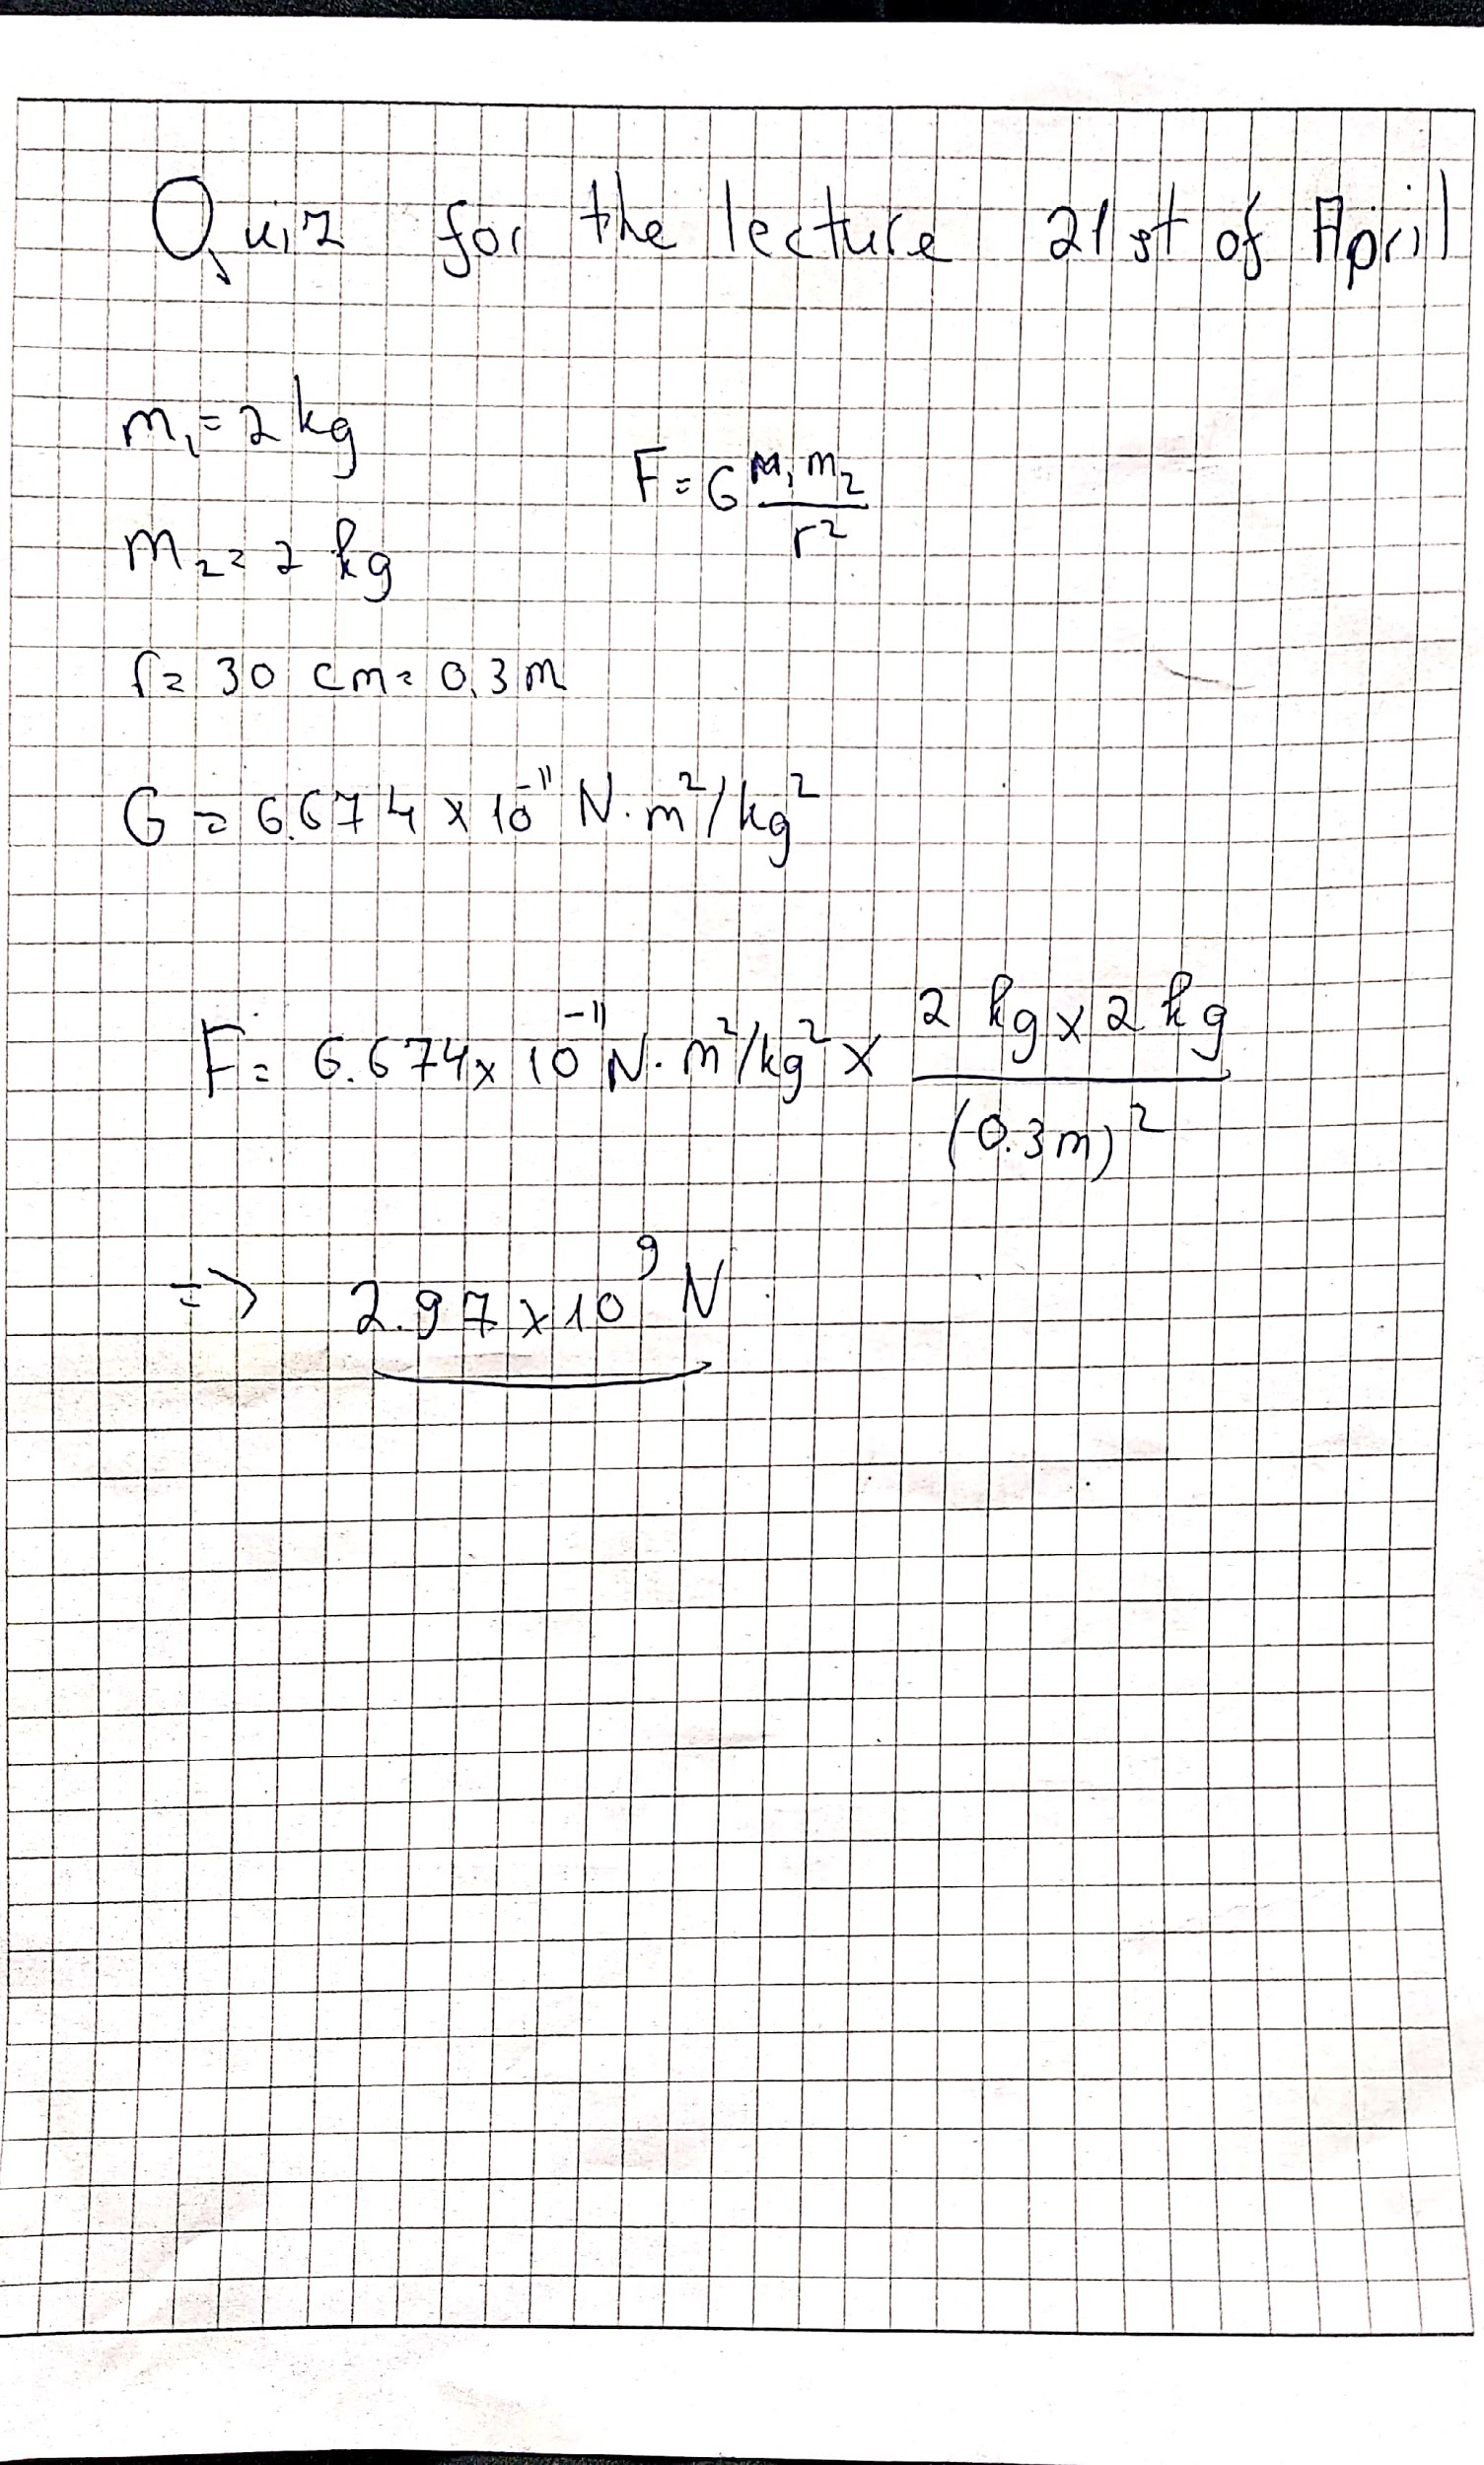 Quiz for the lecture 21st of April
m₁ = 2 kg
F = G m₁ m₂ / r²
m₂ = 2 kg
r = 30 cm = 0.3 m
G = 6.674 x 10⁻¹¹ N·m²/kg²
F = 6.674 x 10⁻¹¹ N·m²/kg² x 2 kg x 2 kg / (0.3 m)²
=> 2.97 x 10⁹ N